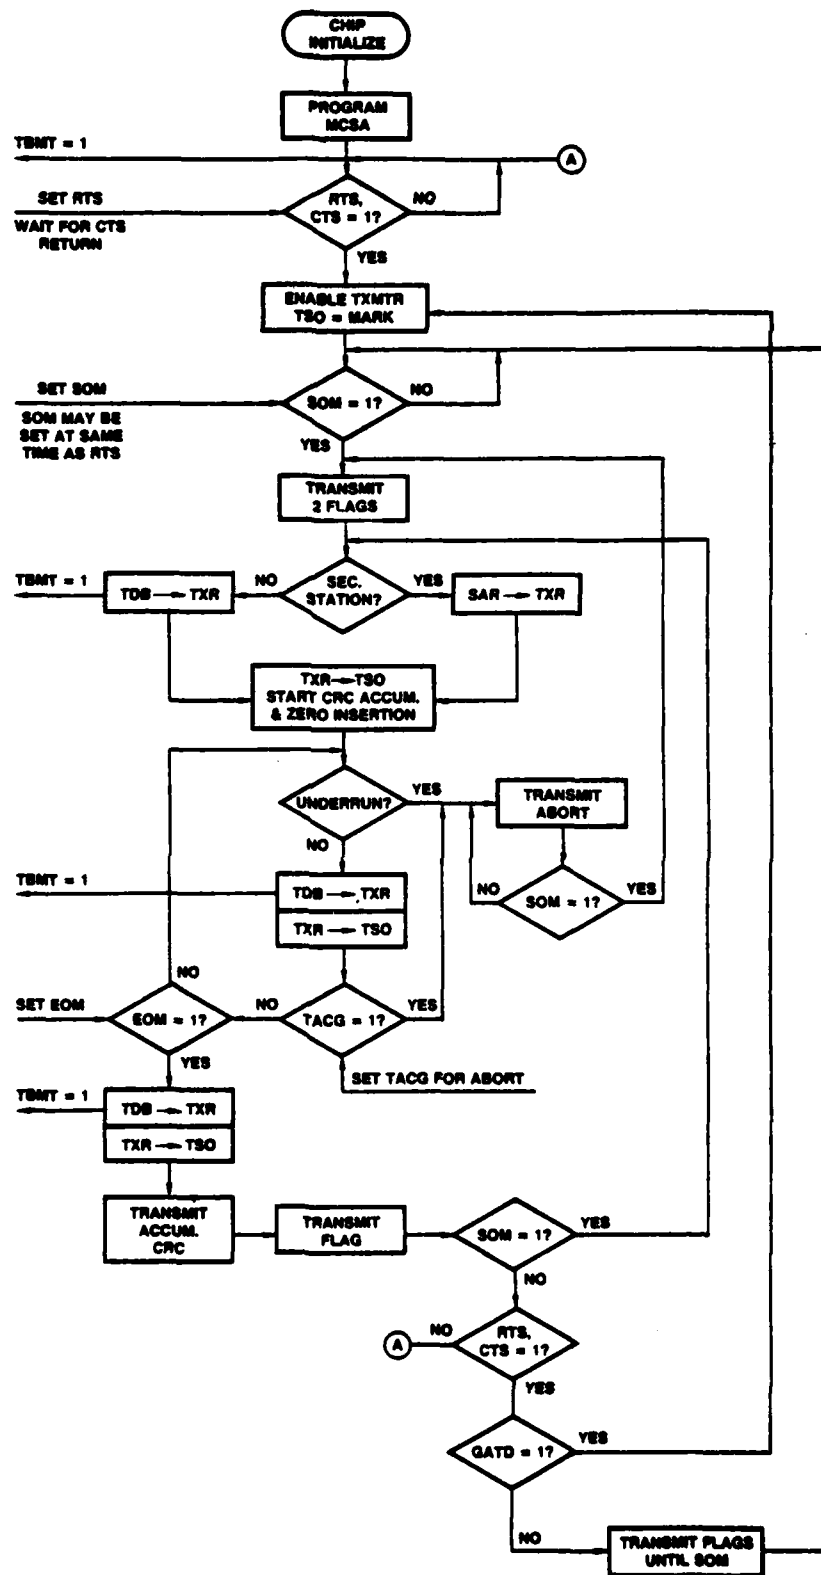 CHIP
INITIALIZE
PROGRAM
MCSA
TBMT = 1
A
SET RTS
RTS,
CTS = 1?
NO
WAIT FOR CTS
RETURN
YES
ENABLE TXMTR
TSO = MARK
SET SOM
SOM = 1?
NO
SOM MAY BE
SET AT SAME
TIME AS RTS
YES
TRANSMIT
2 FLAGS
TBMT = 1
TDB → TXR
NO
SEC.
STATION?
YES
SAR → TXR
TXR → TSO
START CRC ACCUM.
& ZERO INSERTION
UNDERRUN?
YES
TRANSMIT
ABORT
NO
TBMT = 1
TDB → TXR
TXR → TSO
NO
SOM = 1?
YES
NO
SET EOM
EOM = 1?
NO
TACG = 1?
YES
YES
SET TACG FOR ABORT
TBMT = 1
TDB → TXR
TXR → TSO
TRANSMIT
ACCUM.
CRC
TRANSMIT
FLAG
SOM = 1?
YES
NO
A
NO
RTS,
CTS = 1?
YES
GATD = 1?
YES
NO
TRANSMIT FLAGS
UNTIL SOM